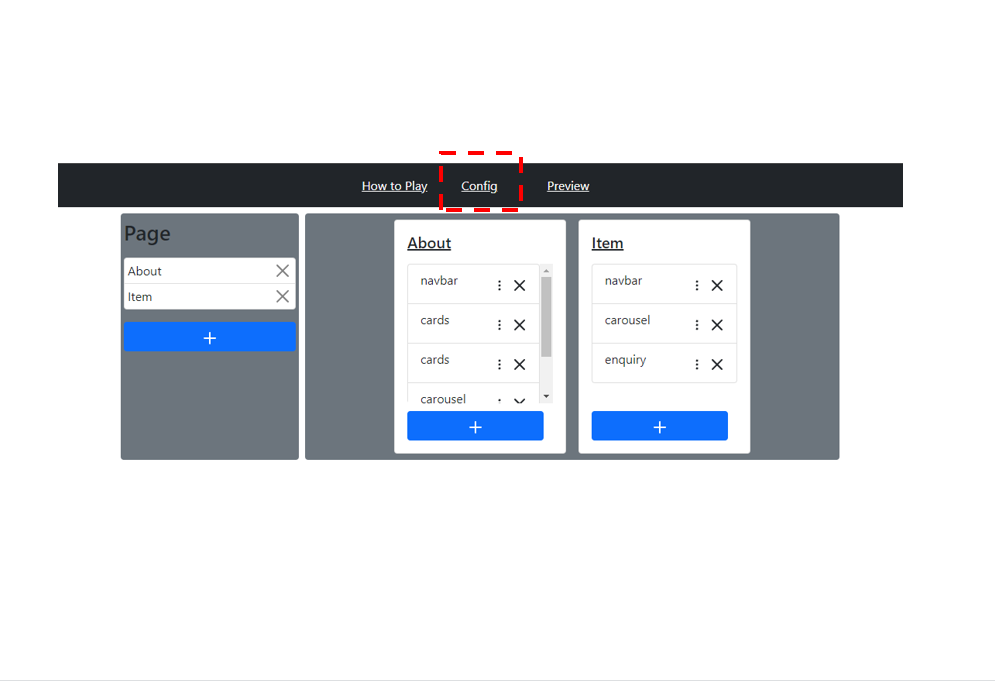 How to Play Config Preview
Page
About
Item
About
navbar
cards
cards
carousel
Item
navbar
carousel
enquiry